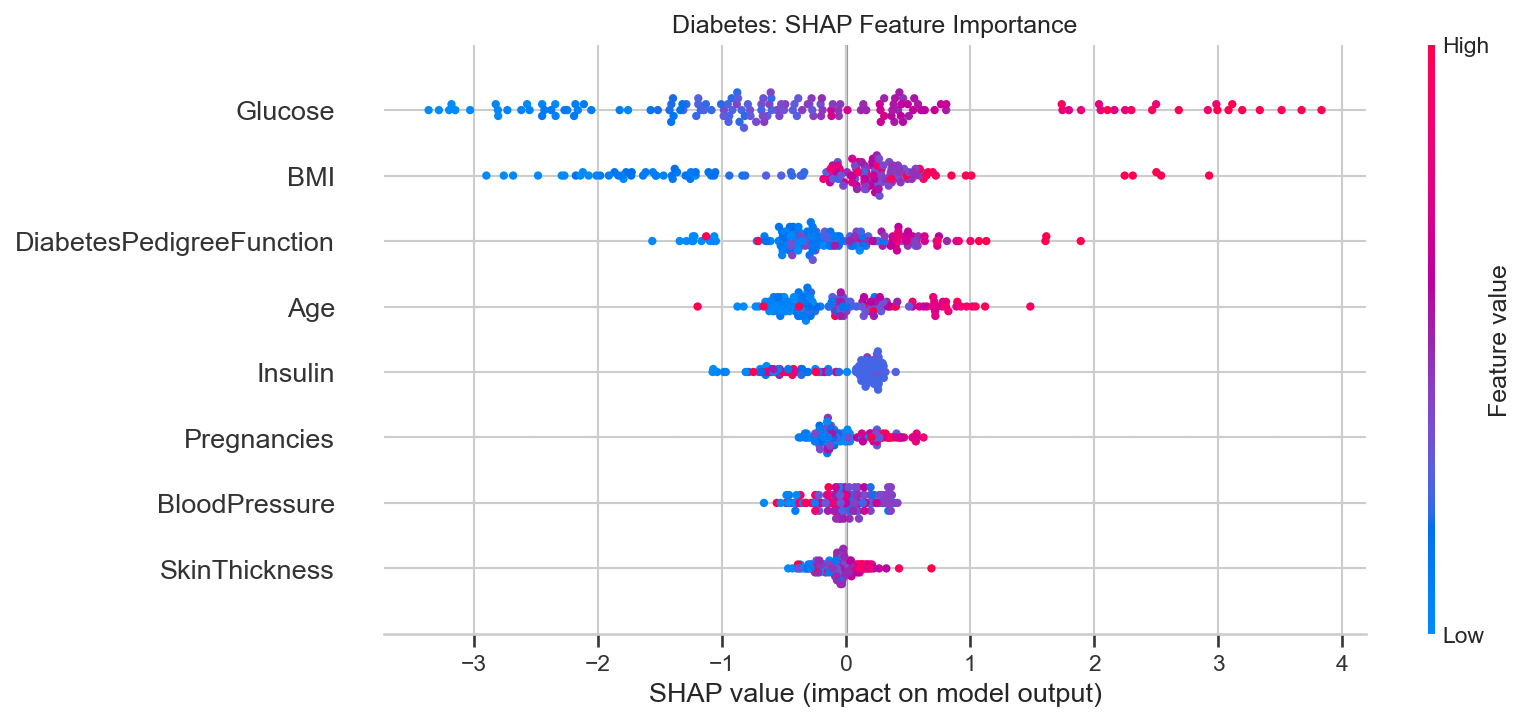 Diabetes: SHAP Feature Importance
High
Glucose
BMI
DiabetesPedigreeFunction
Age
Insulin
Pregnancies
BloodPressure
SkinThickness
Feature value
Low
−3 −2 −1 0 1 2 3 4
SHAP value (impact on model output)